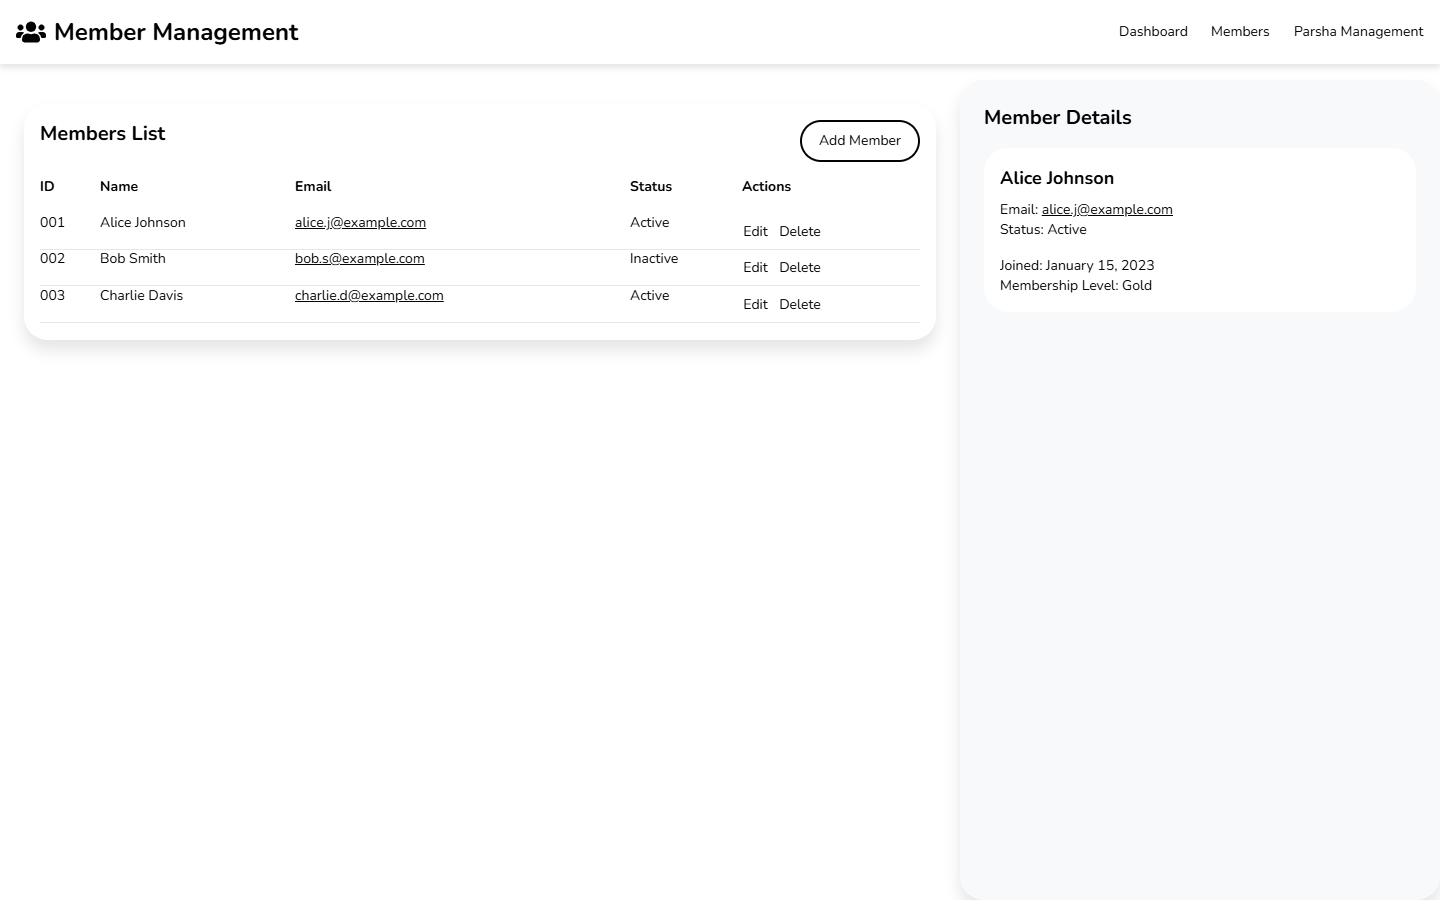 Member Management
Dashboard Members Parsha Management
Members List
Add Member
ID Name Email Status Actions
001 Alice Johnson alice.j@example.com Active Edit Delete
002 Bob Smith bob.s@example.com Inactive Edit Delete
003 Charlie Davis charlie.d@example.com Active Edit Delete
Member Details
Alice Johnson
Email: alice.j@example.com
Status: Active
Joined: January 15, 2023
Membership Level: Gold